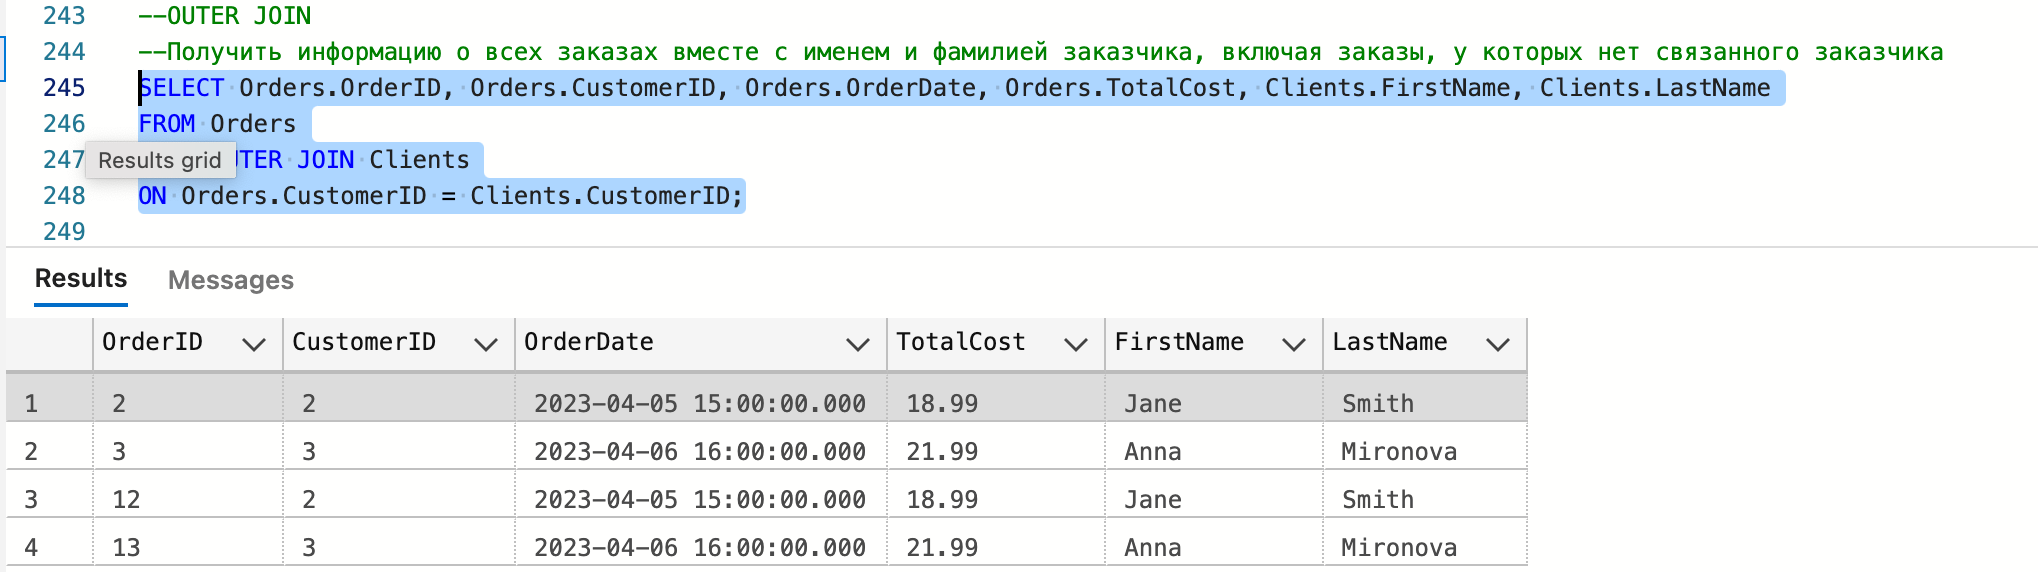 243 --OUTER JOIN
244 --Получить информацию о всех заказах вместе с именем и фамилией заказчика, включая заказы, у которых нет связанного заказчика
245 SELECT Orders.OrderID, Orders.CustomerID, Orders.OrderDate, Orders.TotalCost, Clients.FirstName, Clients.LastName
246 FROM Orders
247 Results grid UTER JOIN Clients
248 ON Orders.CustomerID = Clients.CustomerID;
249
Results Messages
OrderID CustomerID OrderDate TotalCost FirstName LastName
1 2 2 2023-04-05 15:00:00.000 18.99 Jane Smith
2 3 3 2023-04-06 16:00:00.000 21.99 Anna Mironova
3 12 2 2023-04-05 15:00:00.000 18.99 Jane Smith
4 13 3 2023-04-06 16:00:00.000 21.99 Anna Mironova